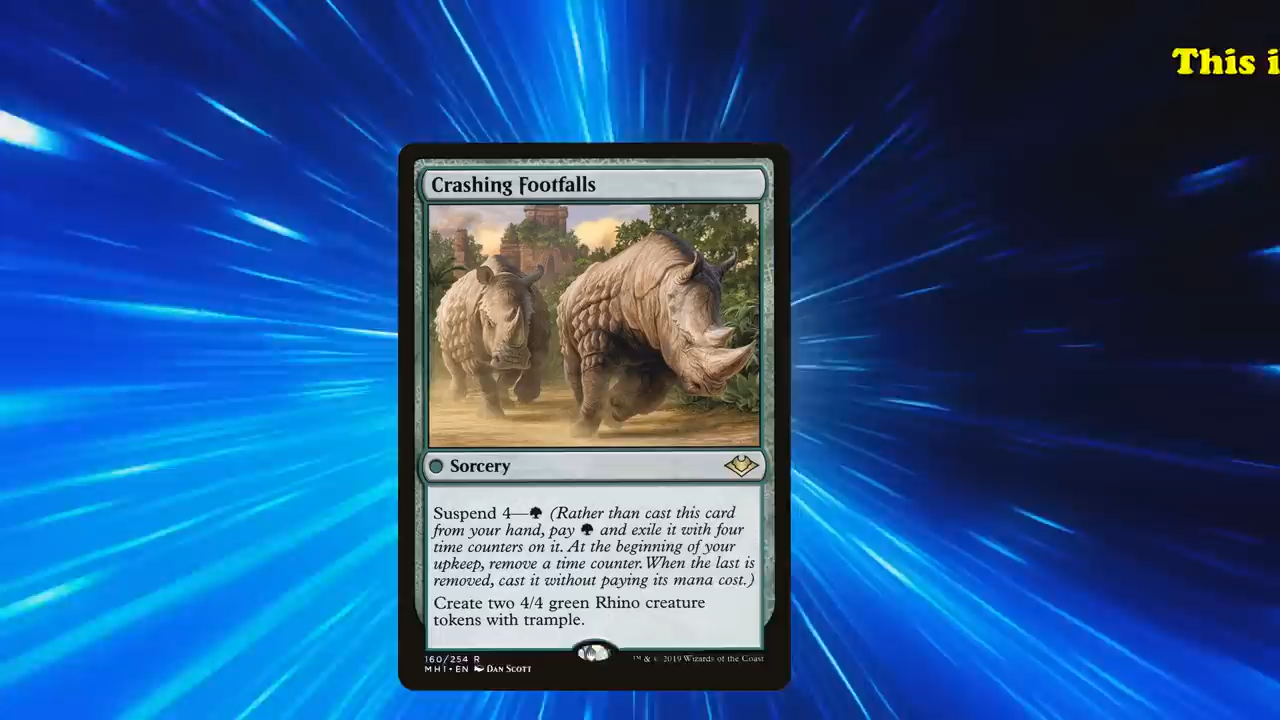 This i
Crashing Footfalls
Sorcery
Suspend 4— (Rather than cast this card
from your hand, pay and exile it with four
time counters on it. At the beginning of your
upkeep, remove a time counter. When the last is
removed, cast it without paying its mana cost.)
Create two 4/4 green Rhino creature
tokens with trample.
160/254 R
MH1 • EN Dan Scott
™ & © 2019 Wizards of the Coast